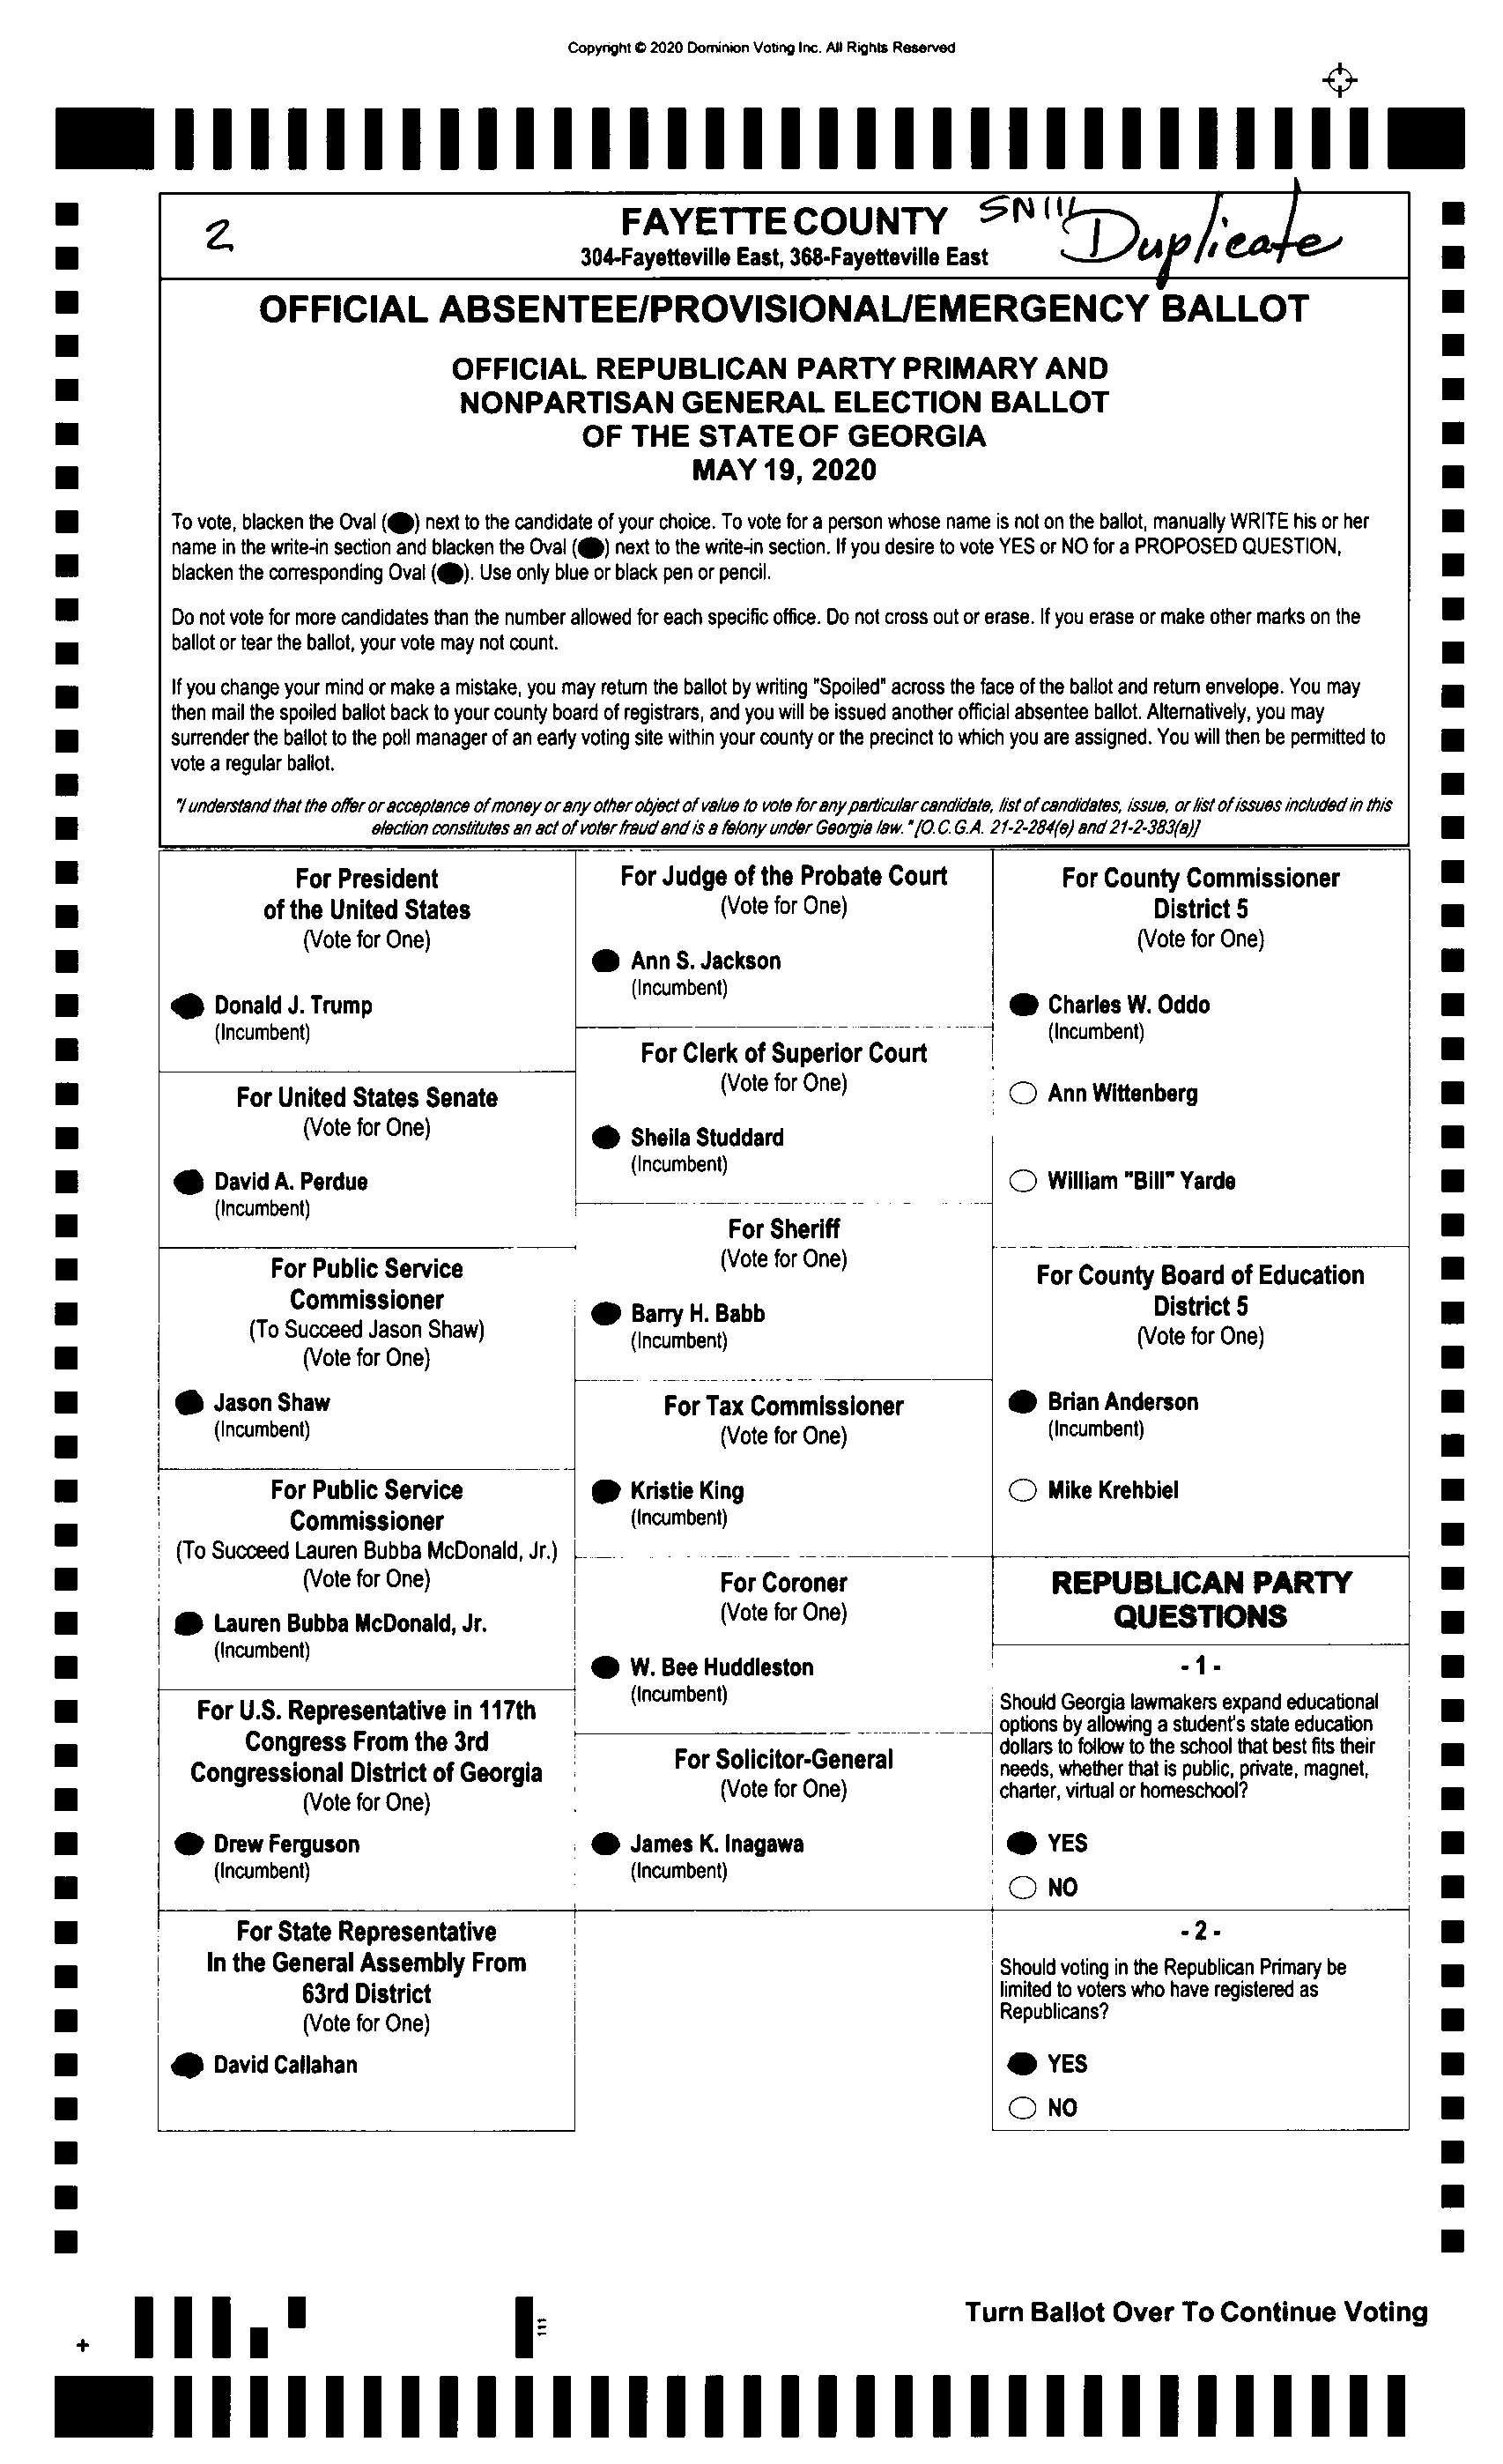 Copyright © 2020 Dominion Voting Inc. All Rights Reserved
2
FAYETTE COUNTY
SN 111
Duplicate
304-Fayetteville East, 368-Fayetteville East
OFFICIAL ABSENTEE/PROVISIONAL/EMERGENCY BALLOT
OFFICIAL REPUBLICAN PARTY PRIMARY AND
NONPARTISAN GENERAL ELECTION BALLOT
OF THE STATE OF GEORGIA
MAY 19, 2020
To vote, blacken the Oval (●) next to the candidate of your choice. To vote for a person whose name is not on the ballot, manually WRITE his or her
name in the write-in section and blacken the Oval (●) next to the write-in section. If you desire to vote YES or NO for a PROPOSED QUESTION,
blacken the corresponding Oval (●). Use only blue or black pen or pencil.
Do not vote for more candidates than the number allowed for each specific office. Do not cross out or erase. If you erase or make other marks on the
ballot or tear the ballot, your vote may not count.
If you change your mind or make a mistake, you may return the ballot by writing "Spoiled" across the face of the ballot and return envelope. You may
then mail the spoiled ballot back to your county board of registrars, and you will be issued another official absentee ballot. Alternatively, you may
surrender the ballot to the poll manager of an early voting site within your county or the precinct to which you are assigned. You will then be permitted to
vote a regular ballot.
"I understand that the offer or acceptance of money or any other object of value to vote for any particular candidate, list of candidates, issue, or list of issues included in this
election constitutes an act of voter fraud and is a felony under Georgia law." [O.C.G.A. 21-2-284(e) and 21-2-383(a)]
For President
of the United States
(Vote for One)
Donald J. Trump
(Incumbent)
For United States Senate
(Vote for One)
David A. Perdue
(Incumbent)
For Public Service
Commissioner
(To Succeed Jason Shaw)
(Vote for One)
Jason Shaw
(Incumbent)
For Public Service
Commissioner
(To Succeed Lauren Bubba McDonald, Jr.)
(Vote for One)
Lauren Bubba McDonald, Jr.
(Incumbent)
For U.S. Representative in 117th
Congress From the 3rd
Congressional District of Georgia
(Vote for One)
Drew Ferguson
(Incumbent)
For State Representative
In the General Assembly From
63rd District
(Vote for One)
David Callahan
For Judge of the Probate Court
(Vote for One)
Ann S. Jackson
(Incumbent)
For Clerk of Superior Court
(Vote for One)
Sheila Studdard
(Incumbent)
For Sheriff
(Vote for One)
Barry H. Babb
(Incumbent)
For Tax Commissioner
(Vote for One)
Kristie King
(Incumbent)
For Coroner
(Vote for One)
W. Bee Huddleston
(Incumbent)
For Solicitor-General
(Vote for One)
James K. Inagawa
(Incumbent)
For County Commissioner
District 5
(Vote for One)
Charles W. Oddo
(Incumbent)
Ann Wittenberg
William "Bill" Yarde
For County Board of Education
District 5
(Vote for One)
Brian Anderson
(Incumbent)
Mike Krehbiel
REPUBLICAN PARTY
QUESTIONS
- 1 -
Should Georgia lawmakers expand educational
options by allowing a student's state education
dollars to follow to the school that best fits their
needs, whether that is public, private, magnet,
charter, virtual or homeschool?
YES
NO
- 2 -
Should voting in the Republican Primary be
limited to voters who have registered as
Republicans?
YES
NO
Turn Ballot Over To Continue Voting